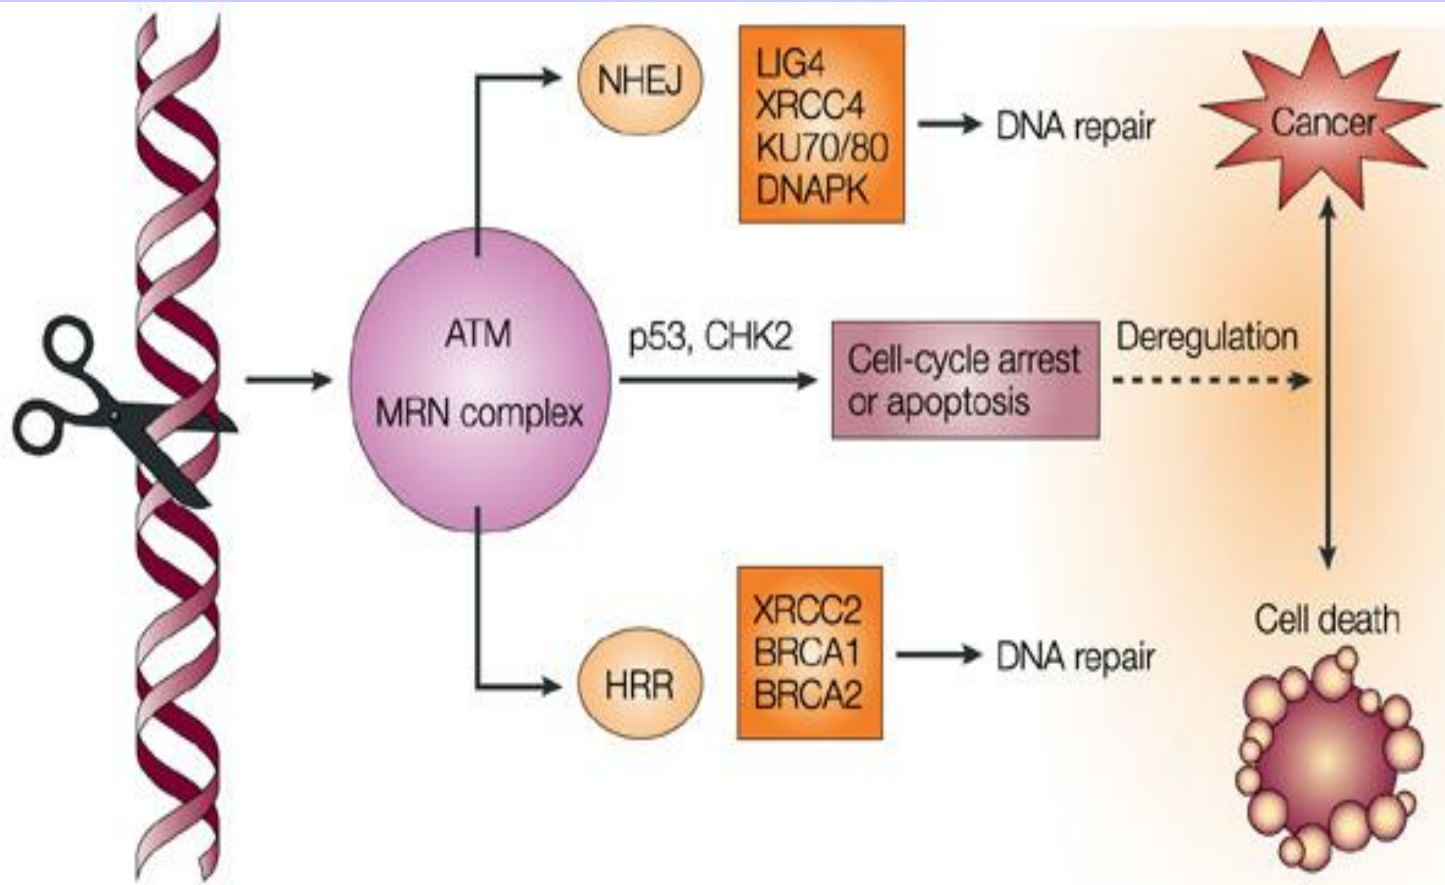 NHEJ
LIG4
XRCC4
KU70/80
DNAPK
DNA repair
Cancer
ATM
MRN complex
p53, CHK2
Cell-cycle arrest
or apoptosis
Deregulation
HRR
XRCC2
BRCA1
BRCA2
DNA repair
Cell death